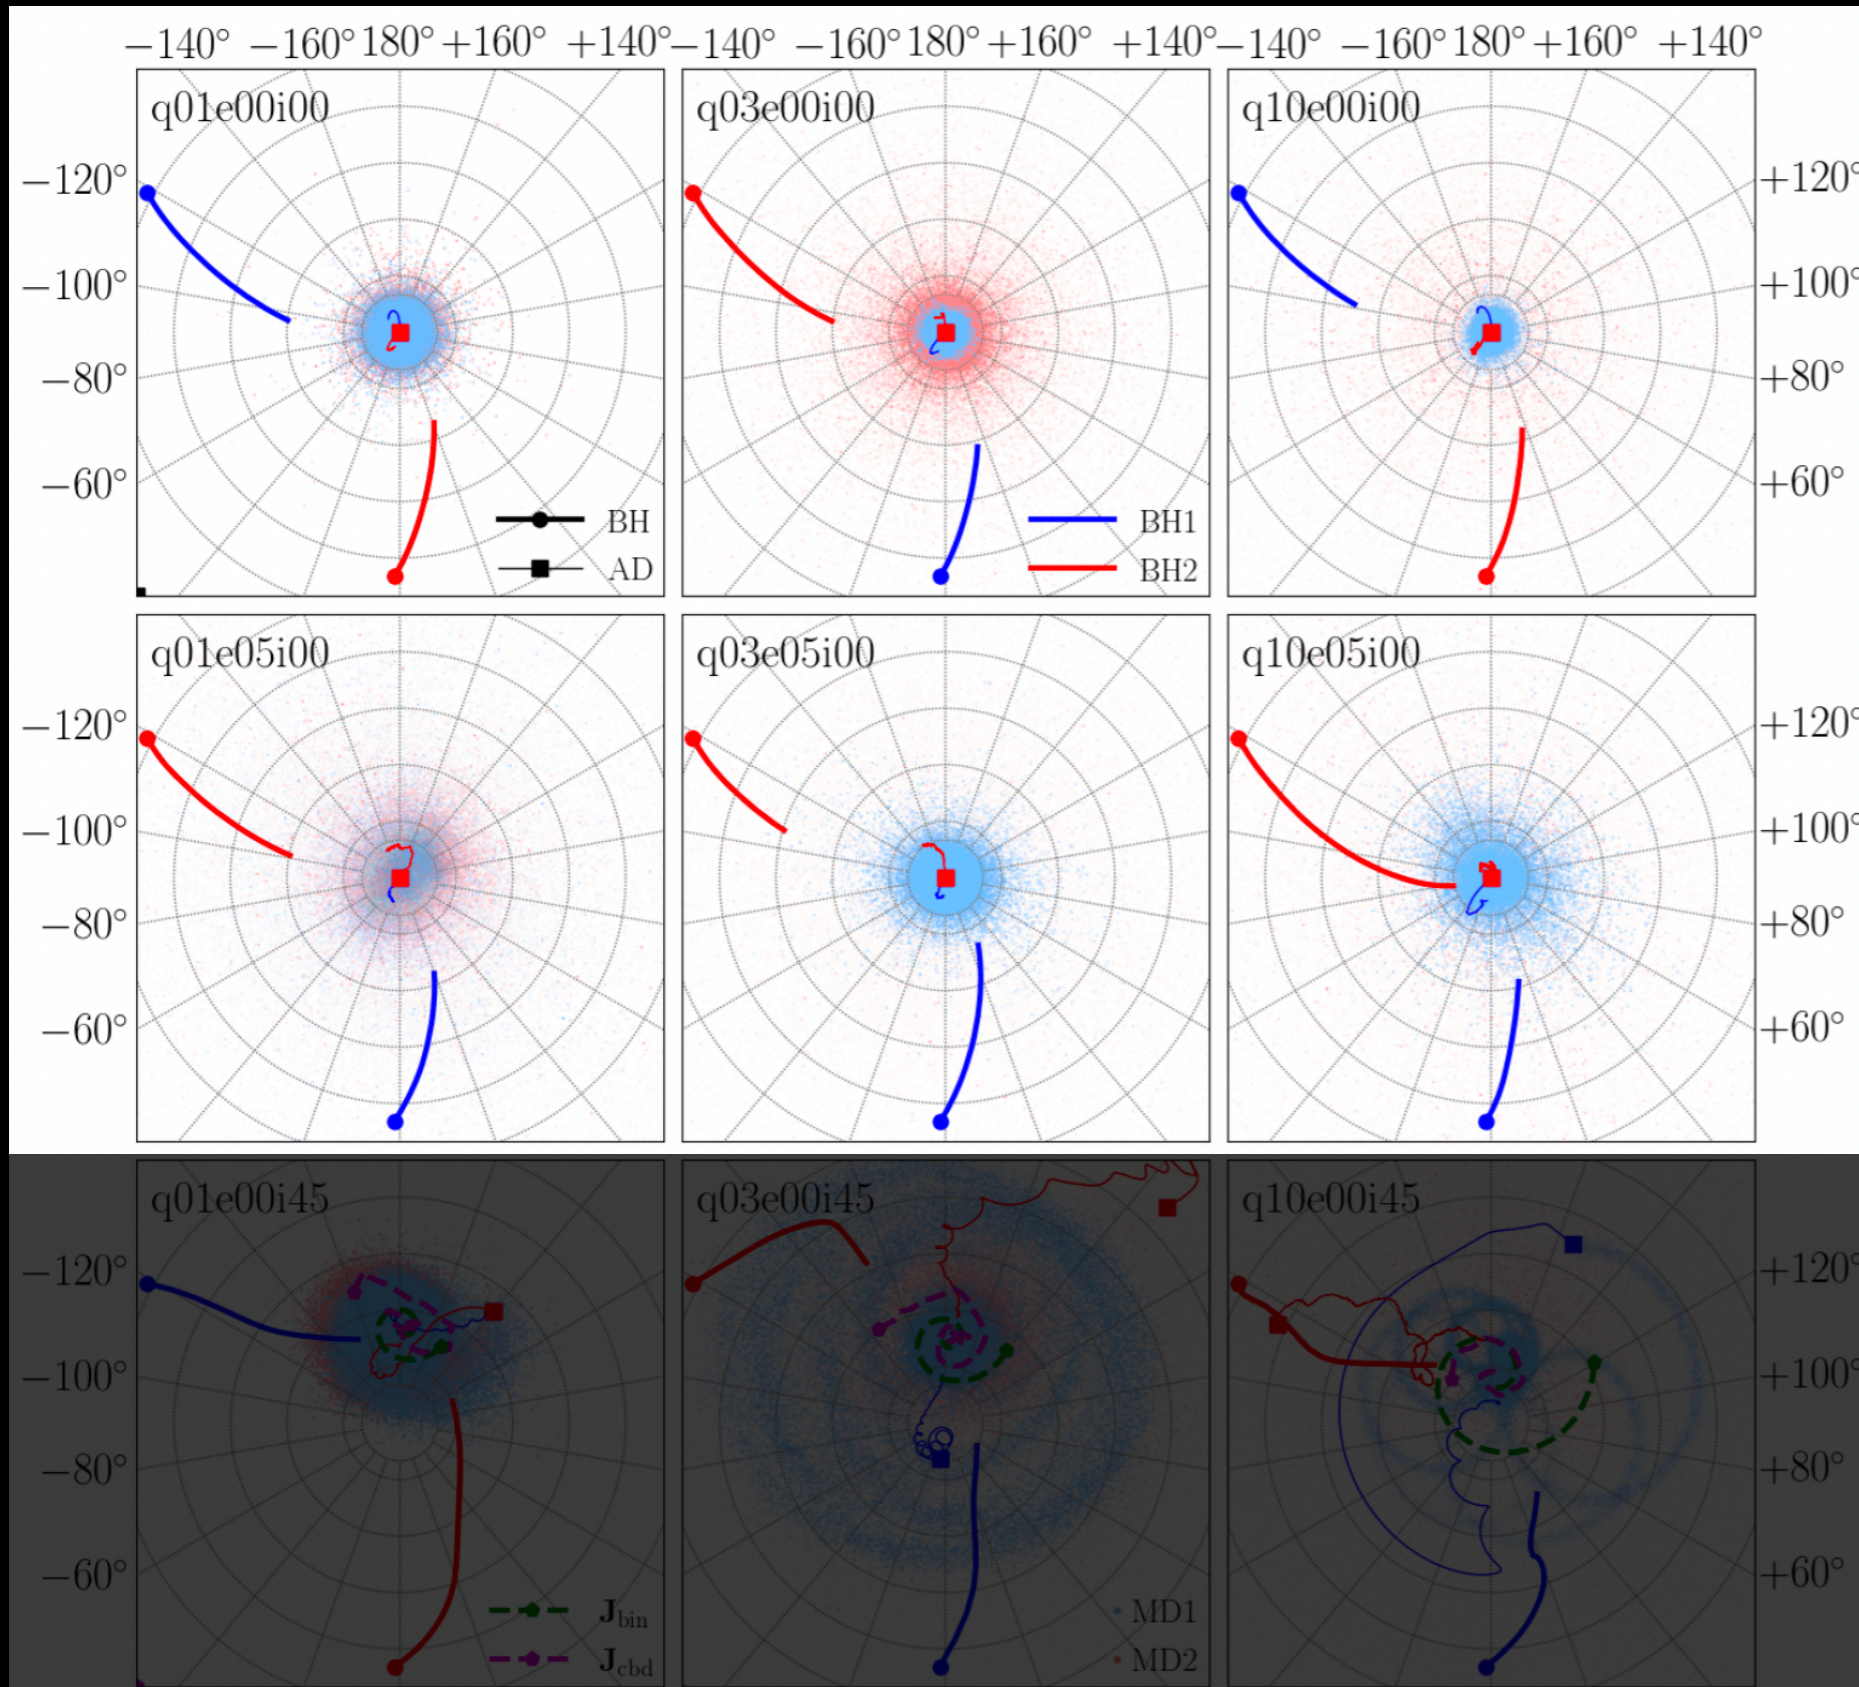 −140° −160° 180° +160° +140° −140° −160° 180° +160° +140° −140° −160° 180° +160° +140°
q01e00i00 q03e00i00 q10e00i00
−120° +120°
−100° +100°
−80° +80°
−60° +60°
BH BH1
AD BH2
q01e05i00 q03e05i00 q10e05i00
−120° +120°
−100° +100°
−80° +80°
−60° +60°
q01e00i45 q03e00i45 q10e00i45
−120° +120°
−100° +100°
−80° +80°
−60° +60°
Jbin MD1
Jcbd MD2